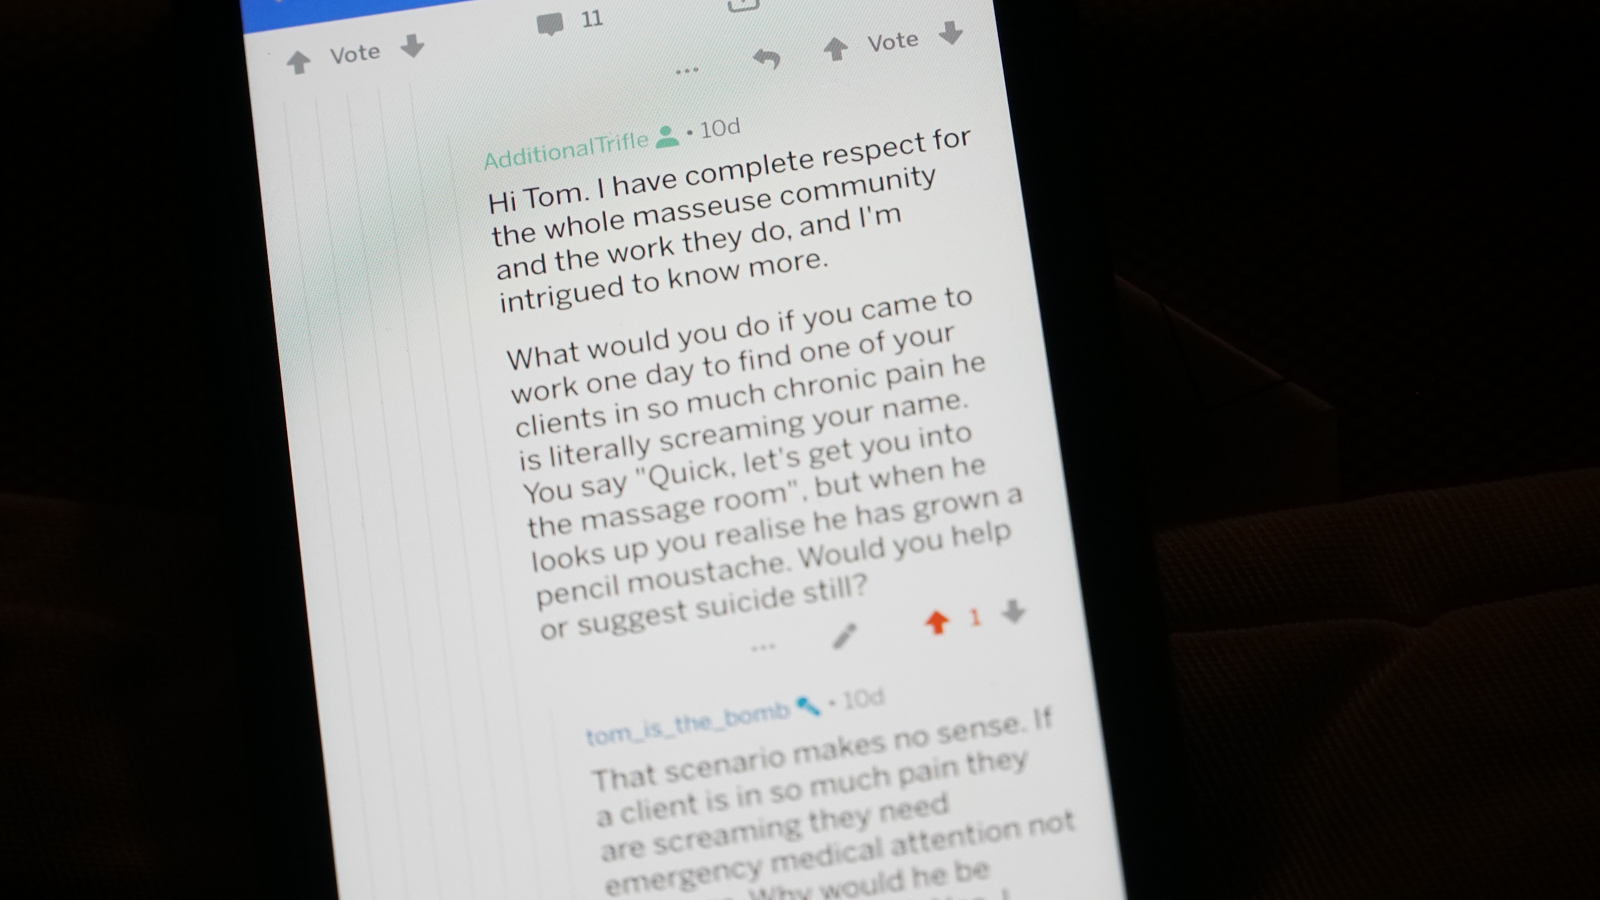 Vote
11
Vote
AdditionalTrifle • 10d
Hi Tom. I have complete respect for
the whole masseuse community
and the work they do, and I'm
intrigued to know more.
What would you do if you came to
work one day to find one of your
clients in so much chronic pain he
is literally screaming your name.
You say "Quick, let's get you into
the massage room", but when he
looks up you realise he has grown a
pencil moustache. Would you help
or suggest suicide still?
1
tom_is_the_bomb • 10d
That scenario makes no sense. If
a client is in so much pain they
are screaming they need
emergency medical attention not
Why would he be